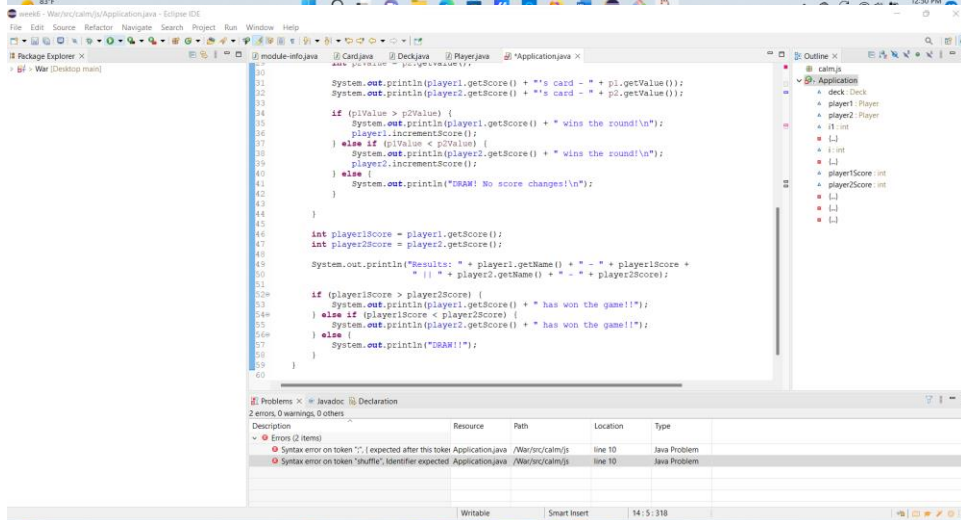 83°F
12:50 PM
week6 - War/src/calm/js/Application.java - Eclipse IDE
File Edit Source Refactor Navigate Search Project Run Window Help
Package Explorer
module-info.java Card.java Deck.java Player.java *Application.java
Outline
War [Desktop main]
calm.js
Application
deck : Deck
player1 : Player
player2 : Player
i1 : int
{...}
i : int
{...}
player1Score : int
player2Score : int
{...}
{...}
{...}
30
31 System.out.println(player1.getScore() + "'s card - " + p1.getValue());
32 System.out.println(player2.getScore() + "'s card - " + p2.getValue());
33
34 if (p1Value > p2Value) {
35 System.out.println(player1.getScore() + " wins the round!\n");
36 player1.incrementScore();
37 } else if (p1Value < p2Value) {
38 System.out.println(player2.getScore() + " wins the round!\n");
39 player2.incrementScore();
40 } else {
41 System.out.println("DRAW! No score changes!\n");
42 }
43
44 }
45
46 int player1Score = player1.getScore();
47 int player2Score = player2.getScore();
48
49 System.out.println("Results: " + player1.getName() + " - " + player1Score +
50 " || " + player2.getName() + " - " + player2Score);
51
52 if (player1Score > player2Score) {
53 System.out.println(player1.getScore() + " has won the game!!");
54 } else if (player1Score < player2Score) {
55 System.out.println(player2.getScore() + " has won the game!!");
56 } else {
57 System.out.println("DRAW!!");
58 }
59 }
60
Problems Javadoc Declaration
2 errors, 0 warnings, 0 others
Description Resource Path Location Type
Errors (2 items)
Syntax error on token ";", { expected after this token Application.java /War/src/calm/js line 10 Java Problem
Syntax error on token "shuffle", Identifier expected Application.java /War/src/calm/js line 10 Java Problem
Writable Smart Insert 14 : 5 : 318